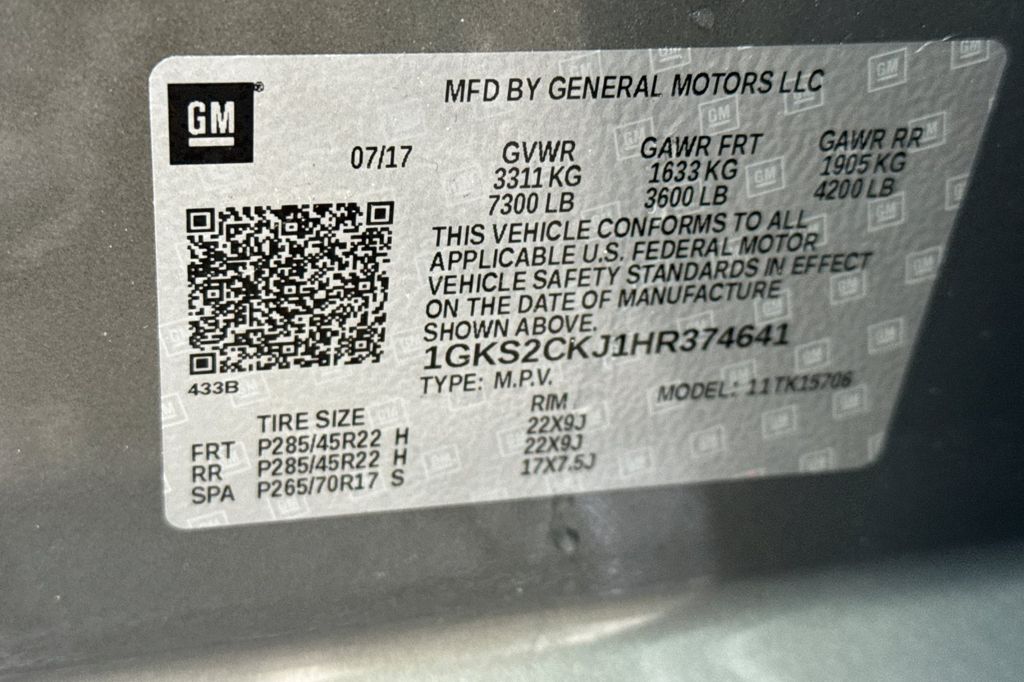 GM®
MFD BY GENERAL MOTORS LLC
07/17
GVWR GAWR FRT GAWR RR
3311 KG 1633 KG 1905 KG
7300 LB 3600 LB 4200 LB
THIS VEHICLE CONFORMS TO ALL
APPLICABLE U.S. FEDERAL MOTOR
VEHICLE SAFETY STANDARDS IN EFFECT
ON THE DATE OF MANUFACTURE
SHOWN ABOVE.
1GKS2CKJ1HR374641
433B
TYPE: M.P.V. MODEL: 11TK15706
TIRE SIZE RIM
FRT P285/45R22 H 22X9J
RR P285/45R22 H 22X9J
SPA P265/70R17 S 17X7.5J